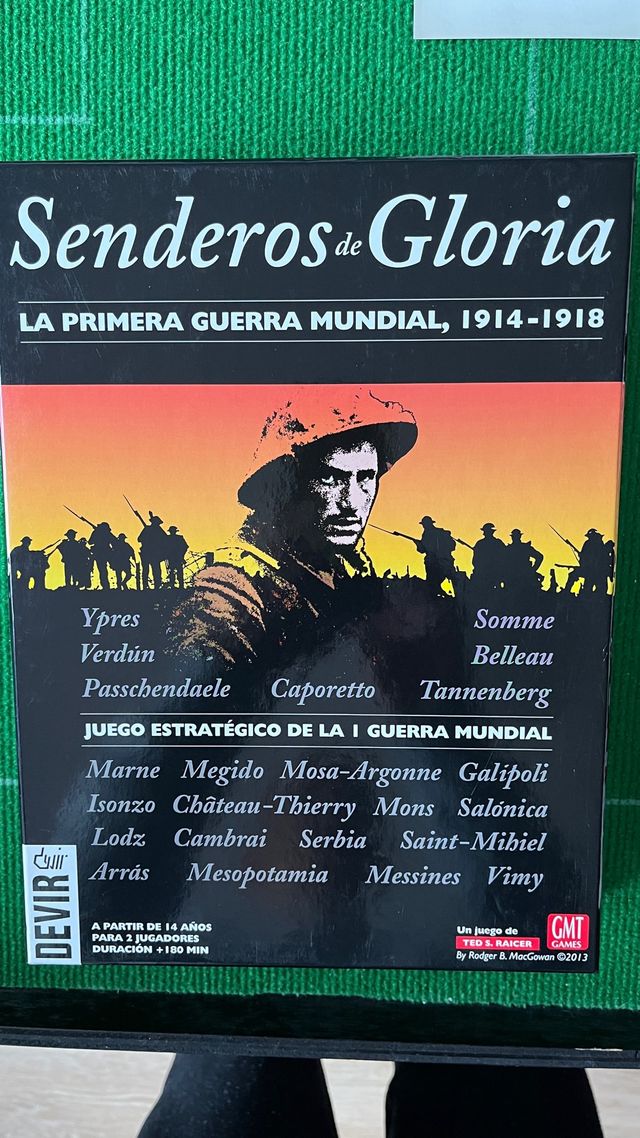 Senderos de Gloria
LA PRIMERA GUERRA MUNDIAL, 1914-1918
Ypres Somme
Verdún Belleau
Passchendaele Caporetto Tannenberg
JUEGO ESTRATÉGICO DE LA I GUERRA MUNDIAL
Marne Megido Mosa-Argonne Galípoli
Isonzo Château-Thierry Mons Salónica
Lodz Cambrai Serbia Saint-Mihiel
Arrás Mesopotamia Messines Vimy
DEVIR
A PARTIR DE 14 AÑOS
PARA 2 JUGADORES
DURACIÓN +180 MIN
Un juego de
TED S. RAICER
By Rodger B. MacGowan ©2013
GMT
GAMES